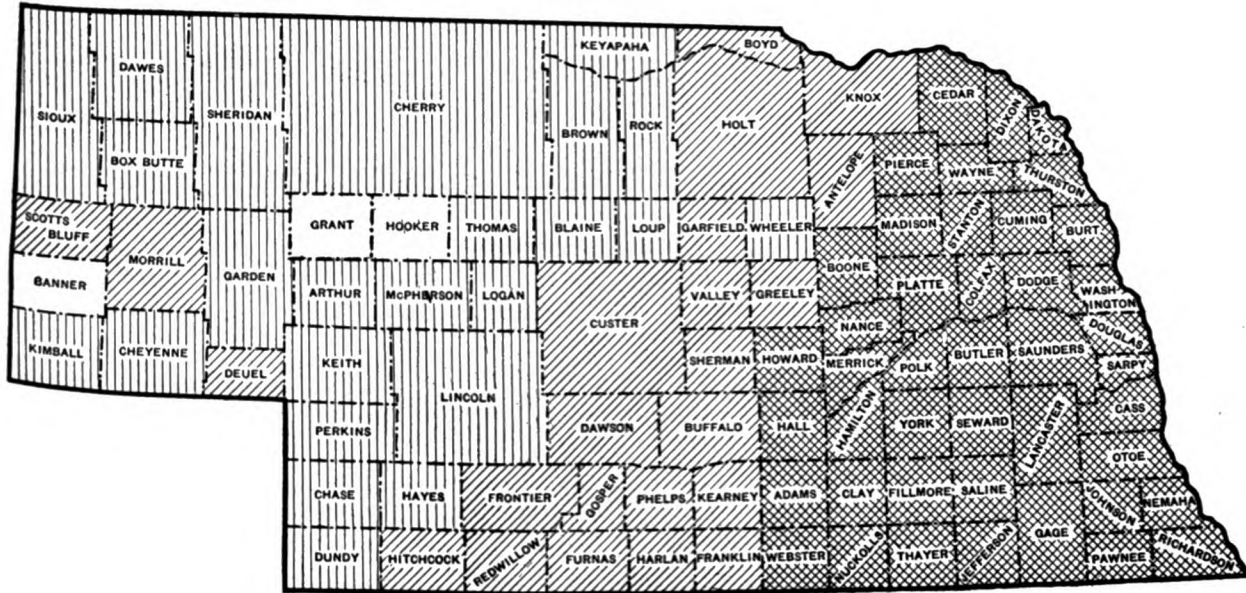 DAWES
SIOUX
SHERIDAN
BOX BUTTE
CHERRY
KEYAPAHA
BROWN
ROCK
BOYD
HOLT
KNOX
CEDAR
DIXON
DAKOTA
ANTELOPE
PIERCE
WAYNE
THURSTON
SCOTTS
BLUFF
MORRILL
BANNER
GARDEN
KIMBALL
CHEYENNE
DEUEL
GRANT
HOOKER
THOMAS
BLAINE
LOUP
GARFIELD
WHEELER
MADISON
STANTON
CUMING
BURT
ARTHUR
McPHERSON
LOGAN
CUSTER
VALLEY
GREELEY
BOONE
PLATTE
COLFAX
DODGE
WASH-
INGTON
KEITH
LINCOLN
SHERMAN
HOWARD
NANCE
MERRICK
POLK
BUTLER
SAUNDERS
DOUGLAS
SARPY
PERKINS
DAWSON
BUFFALO
HALL
HAMILTON
YORK
SEWARD
LANCASTER
CASS
OTOE
CHASE
HAYES
FRONTIER
GOSPER
PHELPS
KEARNEY
ADAMS
CLAY
FILLMORE
SALINE
GAGE
JOHNSON
NEMAHA
DUNDY
HITCHCOCK
REDWILLOW
FURNAS
HARLAN
FRANKLIN
WEBSTER
NUCKOLLS
THAYER
JEFFERSON
PAWNEE
RICHARDSON